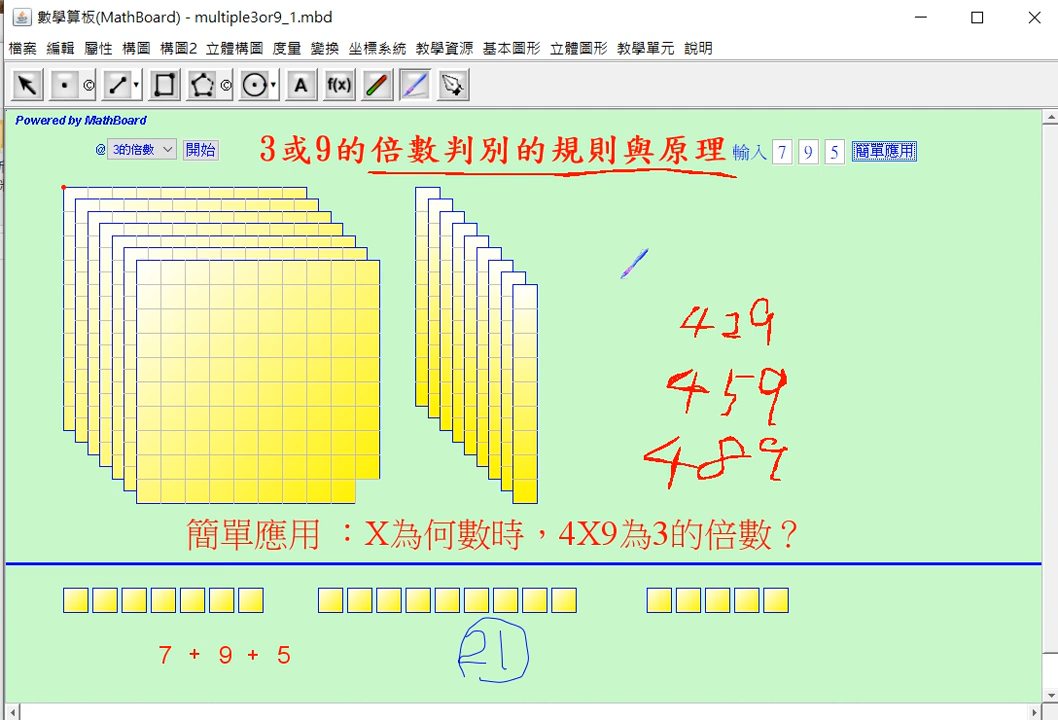 數學算板(MathBoard) - multiple3or9_1.mbd
檔案 編輯 屬性 構圖 構圖2 立體構圖 度量 變換 坐標系統 教學資源 基本圖形 立體圖形 教學單元 說明
© © A f(x)
Powered by MathBoard
@ 3的倍數 開始 3或9的倍數判別的規則與原理 輸入 7 9 5 簡單應用
429
459
489
簡單應用 ：X為何數時，4X9為3的倍數？
7 + 9 + 5 21